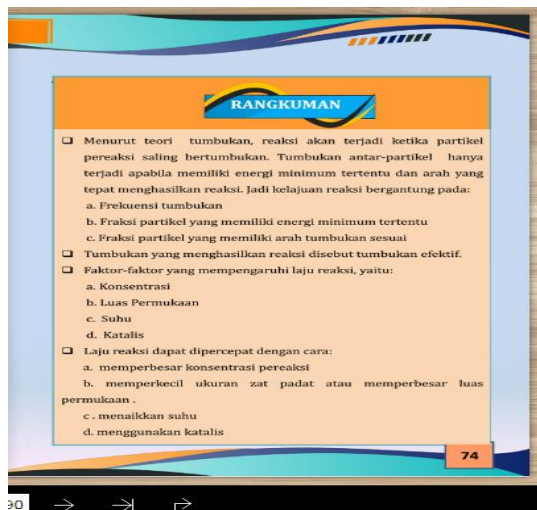 RANGKUMAN
❑ Menurut teori tumbukan, reaksi akan terjadi ketika partikel
pereaksi saling bertumbukan. Tumbukan antar-partikel hanya
terjadi apabila memiliki energi minimum tertentu dan arah yang
tepat menghasilkan reaksi. Jadi kelajuan reaksi bergantung pada:
a. Frekuensi tumbukan
b. Fraksi partikel yang memiliki energi minimum tertentu
c. Fraksi partikel yang memiliki arah tumbukan sesuai
❑ Tumbukan yang menghasilkan reaksi disebut tumbukan efektif.
❑ Faktor-faktor yang mempengaruhi laju reaksi, yaitu:
a. Konsentrasi
b. Luas Permukaan
c. Suhu
d. Katalis
❑ Laju reaksi dapat dipercepat dengan cara:
a. memperbesar konsentrasi pereaksi
b. memperkecil ukuran zat padat atau memperbesar luas
permukaan .
c . menaikkan suhu
d. menggunakan katalis
74
90